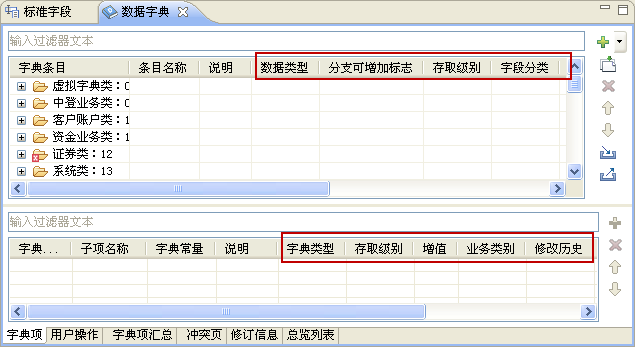 标准字段 数据字典
输入过滤器文本
字典条目 条目名称 说明 数据类型 分支可增加标志 存取级别 字段分类
虚拟字典类：0
中登业务类：0
客户账户类：1
资金业务类：1
证券类：12
系统类：13
输入过滤器文本
字典... 子项名称 字典常量 说明 字典类型 存取级别 增值 业务类别 修改历史
字典项 用户操作 字典项汇总 冲突页 修订信息 总览列表